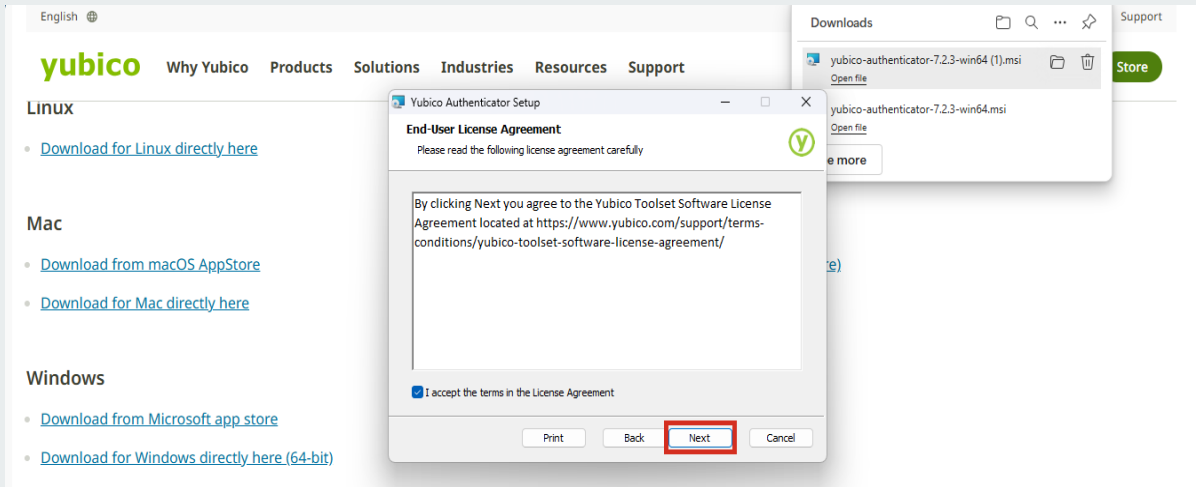 English
Support
yubico
Why Yubico
Products
Solutions
Industries
Resources
Support
Store
Downloads
yubico-authenticator-7.2.3-win64 (1).msi
Open file
yubico-authenticator-7.2.3-win64.msi
Open file
e more
Linux
Download for Linux directly here
Mac
Download from macOS AppStore
Download for Mac directly here
re)
Windows
Download from Microsoft app store
Download for Windows directly here (64-bit)
Yubico Authenticator Setup
End-User License Agreement
Please read the following license agreement carefully
y
By clicking Next you agree to the Yubico Toolset Software License
Agreement located at https://www.yubico.com/support/terms-
conditions/yubico-toolset-software-license-agreement/
I accept the terms in the License Agreement
Print
Back
Next
Cancel